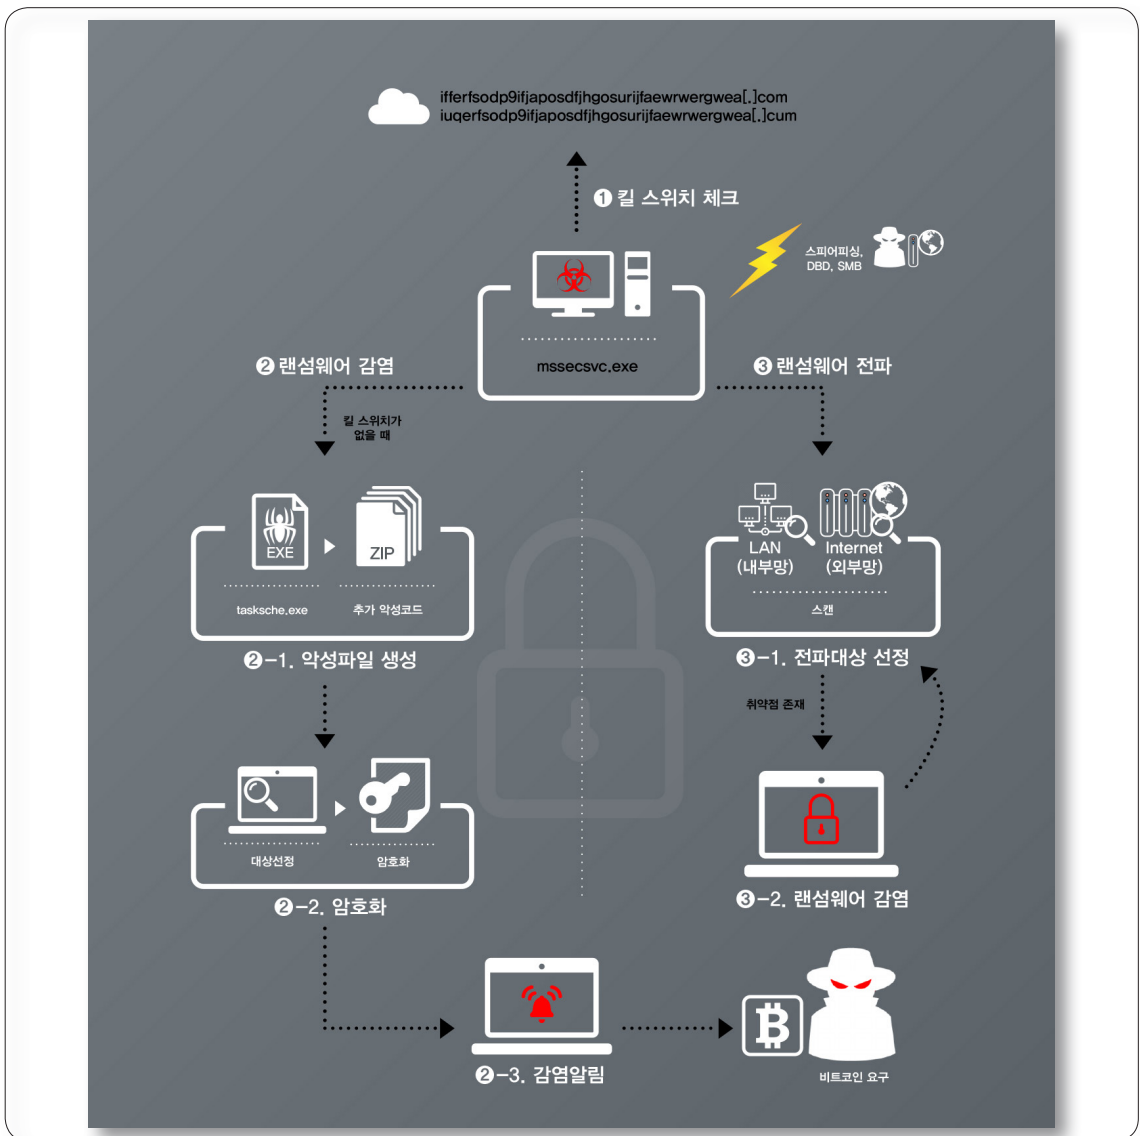 ifferfsodp9ifjaposdfjhgosurijfaewrwergwea[.]com
iuqerfsodp9ifjaposdfjhgosurijfaewrwergwea[.]cum
❶ 킬 스위치 체크
스피어피싱,
DBD, SMB
mssecsvc.exe
❷ 랜섬웨어 감염
킬 스위치가
없을 때
❸ 랜섬웨어 전파
EXE
ZIP
tasksche.exe
추가 악성코드
❷-1. 악성파일 생성
LAN
(내부망)
Internet
(외부망)
스캔
❸-1. 전파대상 선정
취약점 존재
대상선정
암호화
❷-2. 암호화
❸-2. 랜섬웨어 감염
❷-3. 감염알림
비트코인 요구